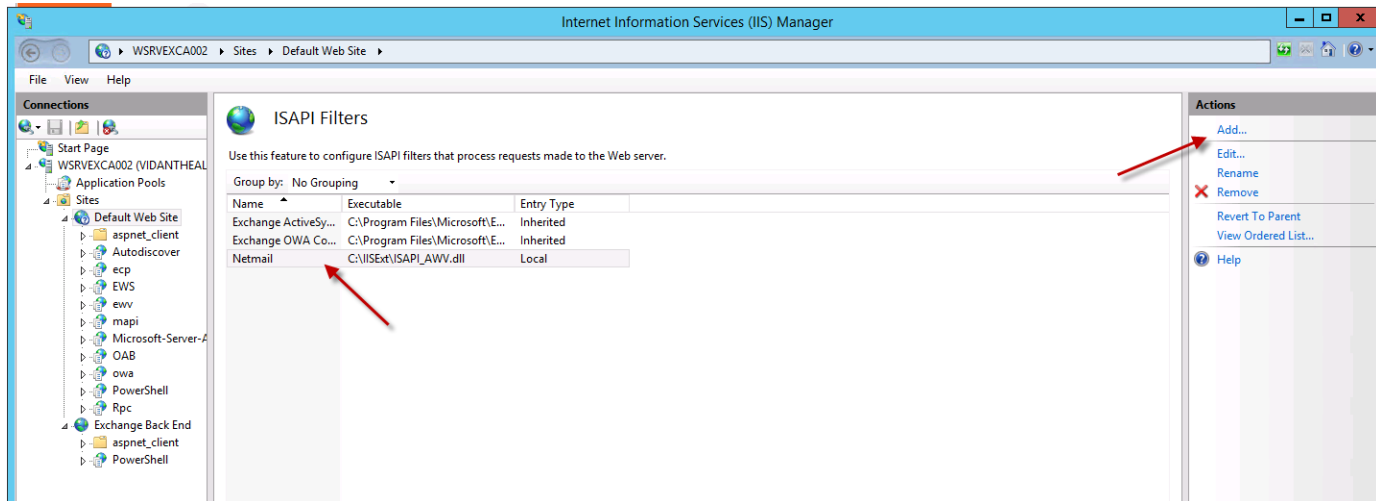 Internet Information Services (IIS) Manager
WSRVEXCA002 Sites Default Web Site
File View Help
Connections
Start Page
WSRVEXCA002 (VIDANTHEAL
Application Pools
Sites
Default Web Site
aspnet_client
Autodiscover
ecp
EWS
ewv
mapi
Microsoft-Server-A
OAB
owa
PowerShell
Rpc
Exchange Back End
aspnet_client
PowerShell
ISAPI Filters
Use this feature to configure ISAPI filters that process requests made to the Web server.
Group by: No Grouping
Name Executable Entry Type
Exchange ActiveSy... C:\Program Files\Microsoft\E... Inherited
Exchange OWA Co... C:\Program Files\Microsoft\E... Inherited
Netmail C:\IISExt\ISAPI_AWV.dll Local
Actions
Add...
Edit...
Rename
Remove
Revert To Parent
View Ordered List...
Help